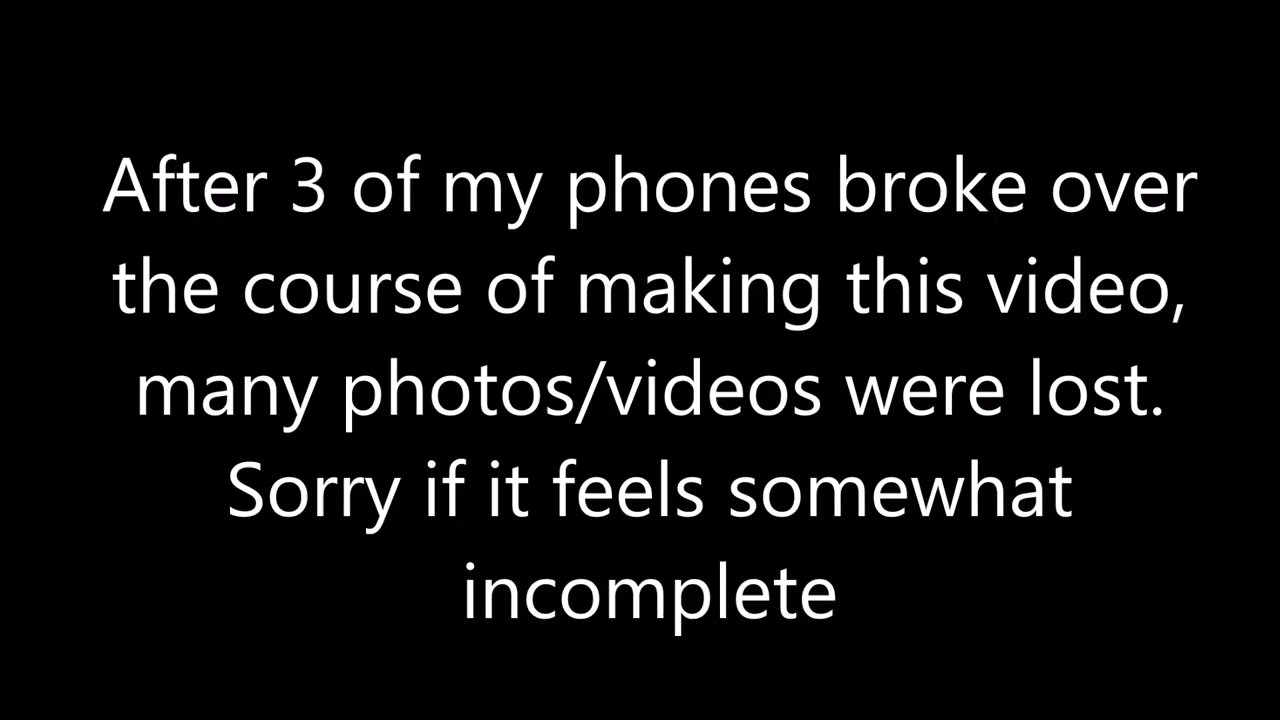 After 3 of my phones broke over
the course of making this video,
many photos/videos were lost.
Sorry if it feels somewhat
incomplete